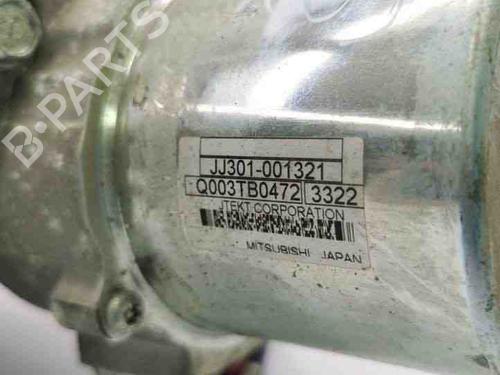 B-PARTS
JJ301-001321
Q003TB0472 3322
JTEKT CORPORATION
MITSUBISHI JAPAN